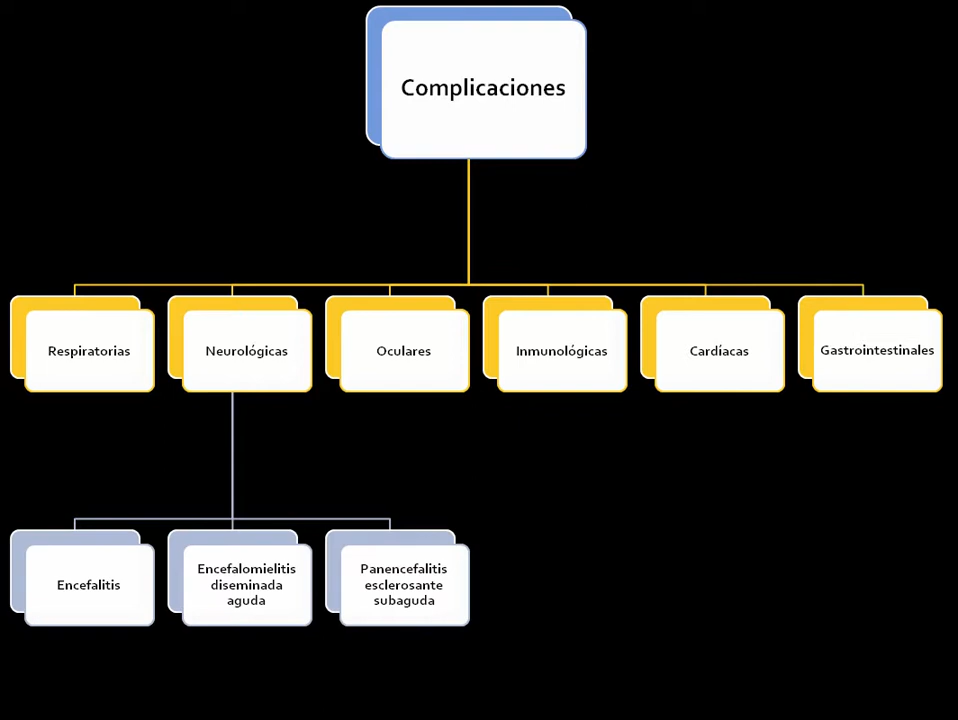 Complicaciones
Respiratorias
Neurológicas
Oculares
Inmunológicas
Cardíacas
Gastrointestinales
Encefalitis
Encefalomielitis
diseminada
aguda
Panencefalitis
esclerosante
subaguda